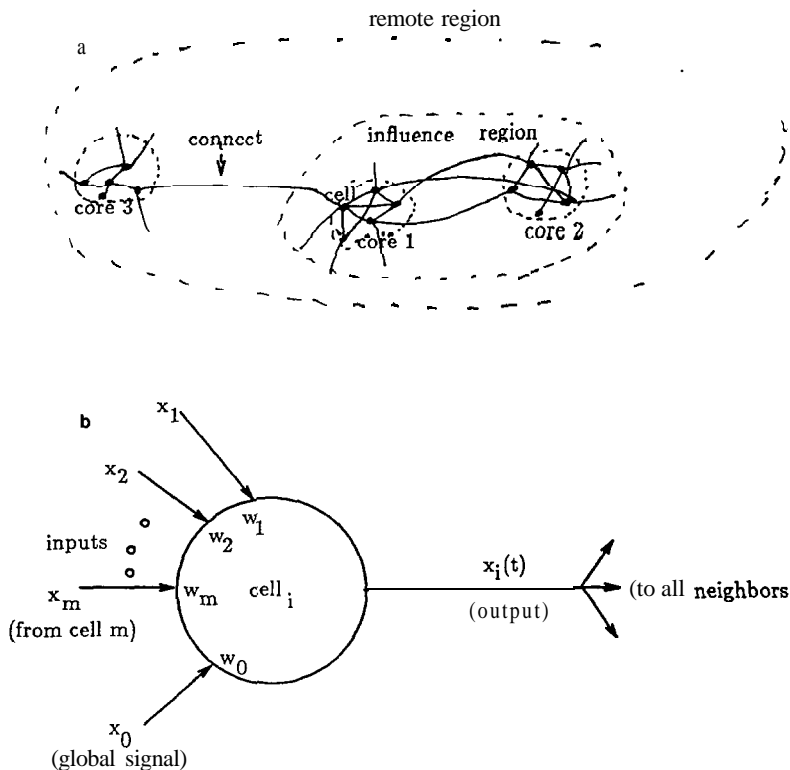 remote region
a
connect
influence region
cell
core 3
core 1
core 2
b
x1
x2
w1
w2
inputs
xm
(from cell m)
wm
cell i
xi(t)
(output)
(to all neighbors
w0
x0
(global signal)